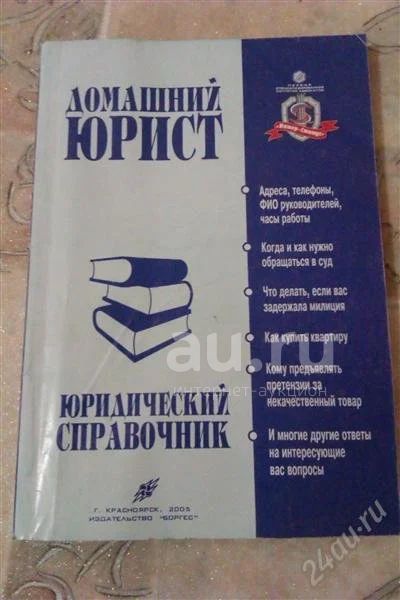 ДОМАШНИЙ
ЮРИСТ
ЮРИДИЧЕСКИЙ
СПРАВОЧНИК
Г. КРАСНОЯРСК, 2005
ИЗДАТЕЛЬСТВО "БОРГЕС"
Адреса, телефоны,
ФИО руководителей,
часы работы
Когда и как нужно
обращаться в суд
Что делать, если вас
задержала милиция
Как купить квартиру
Кому предъявлять
претензии за
некачественный товар
И многие другие ответы
на интересующие
вас вопросы
au.ru
интернет-аукцион
24au.ru